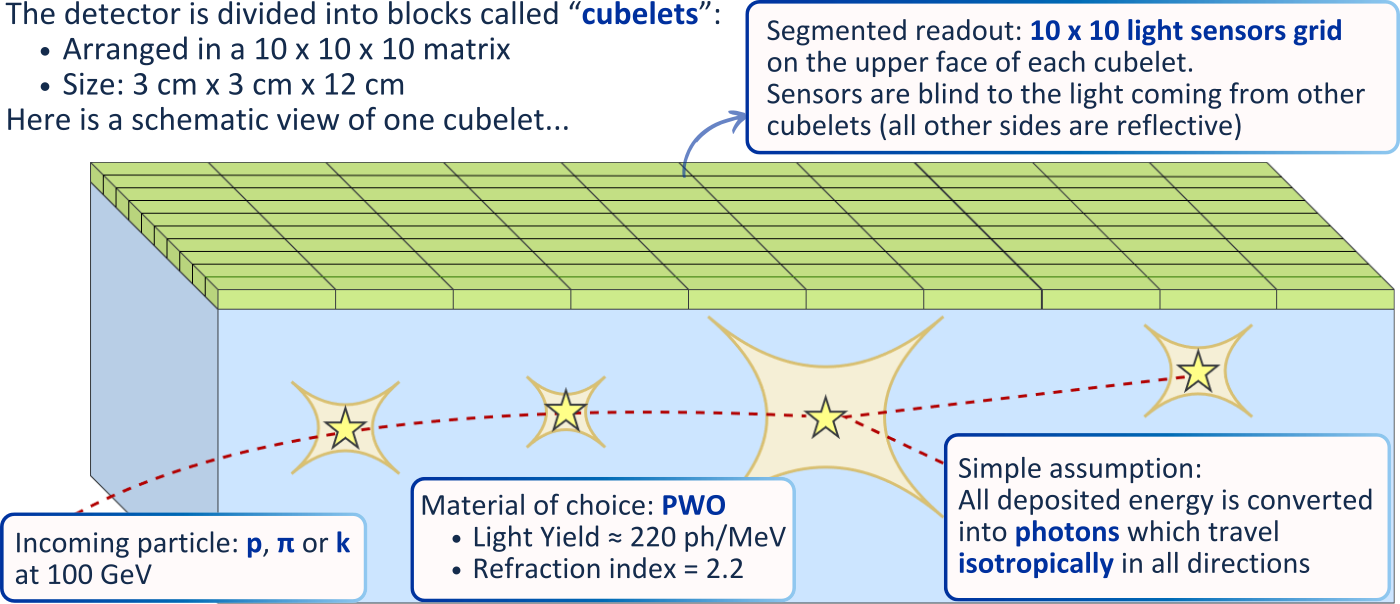 The detector is divided into blocks called “cubelets”:
• Arranged in a 10 x 10 x 10 matrix
• Size: 3 cm x 3 cm x 12 cm
Here is a schematic view of one cubelet...
Segmented readout: 10 x 10 light sensors grid
on the upper face of each cubelet.
Sensors are blind to the light coming from other
cubelets (all other sides are reflective)
Incoming particle: p, π or k
at 100 GeV
Material of choice: PWO
• Light Yield ≈ 220 ph/MeV
• Refraction index = 2.2
Simple assumption:
All deposited energy is converted
into photons which travel
isotropically in all directions